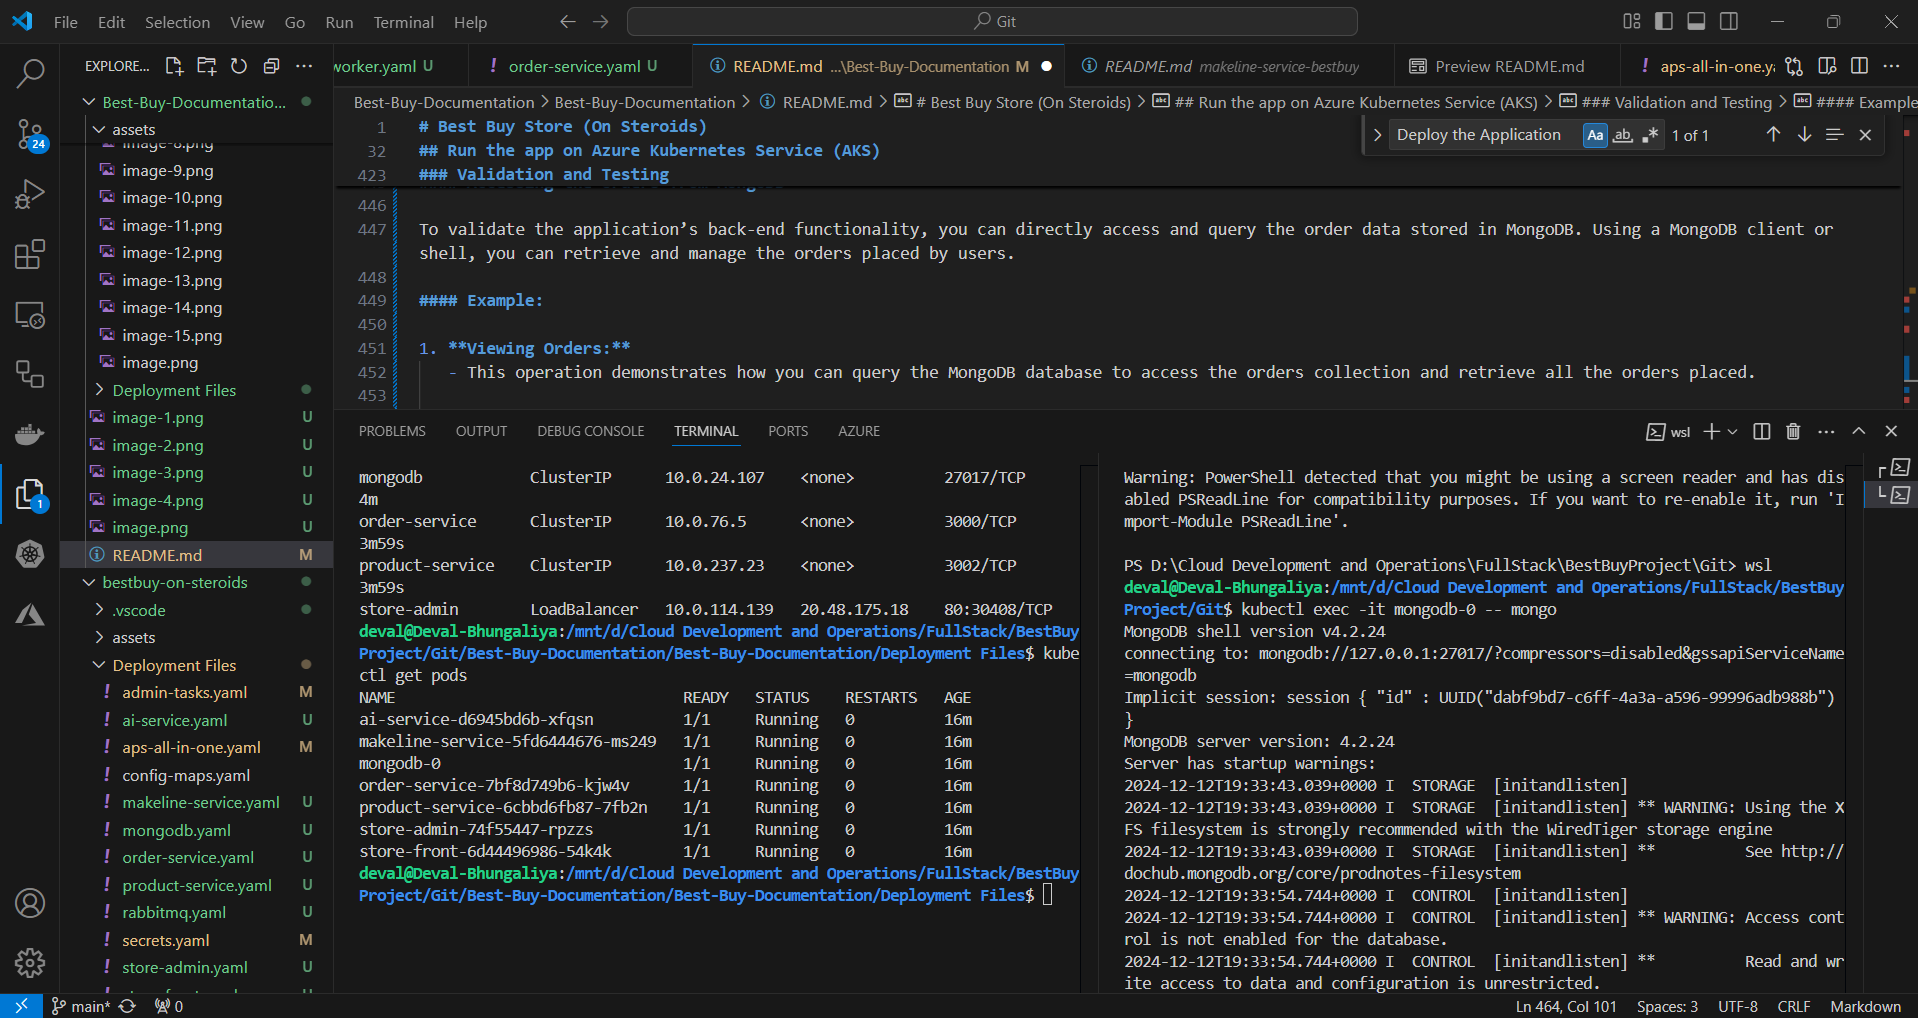 File Edit Selection View Go Run Terminal Help
Git
EXPLORE...
Best-Buy-Documentatio...
assets
image-9.png
image-10.png
image-11.png
image-12.png
image-13.png
image-14.png
image-15.png
image.png
Deployment Files
image-1.png U
image-2.png U
image-3.png U
image-4.png U
image.png U
README.md M
bestbuy-on-steroids
.vscode
assets
Deployment Files
! admin-tasks.yaml M
! ai-service.yaml U
! aps-all-in-one.yaml M
! config-maps.yaml
! makeline-service.yaml U
! mongodb.yaml U
! order-service.yaml U
! product-service.yaml U
! rabbitmq.yaml U
! secrets.yaml M
! store-admin.yaml U
24
1
worker.yaml U
! order-service.yaml U
README.md ...\Best-Buy-Documentation M
README.md makeline-service-bestbuy
Preview README.md
! aps-all-in-one.ya
Best-Buy-Documentation > Best-Buy-Documentation > README.md > # Best Buy Store (On Steroids) > ## Run the app on Azure Kubernetes Service (AKS) > ### Validation and Testing > #### Example
Deploy the Application Aa ab .* 1 of 1
1 # Best Buy Store (On Steroids)
32 ## Run the app on Azure Kubernetes Service (AKS)
423 ### Validation and Testing
446
447 To validate the application’s back-end functionality, you can directly access and query the order data stored in MongoDB. Using a MongoDB client or
shell, you can retrieve and manage the orders placed by users.
448
449 #### Example:
450
451 1. **Viewing Orders:**
452 - This operation demonstrates how you can query the MongoDB database to access the orders collection and retrieve all the orders placed.
453
PROBLEMS OUTPUT DEBUG CONSOLE TERMINAL PORTS AZURE
wsl
mongodb ClusterIP 10.0.24.107 <none> 27017/TCP
4m
order-service ClusterIP 10.0.76.5 <none> 3000/TCP
3m59s
product-service ClusterIP 10.0.237.23 <none> 3002/TCP
3m59s
store-admin LoadBalancer 10.0.114.139 20.48.175.18 80:30408/TCP
deval@Deval-Bhungaliya:/mnt/d/Cloud Development and Operations/FullStack/BestBuy
Project/Git/Best-Buy-Documentation/Best-Buy-Documentation/Deployment Files$ kube
ctl get pods
NAME READY STATUS RESTARTS AGE
ai-service-d6945bd6b-xfqsn 1/1 Running 0 16m
makeline-service-5fd6444676-ms249 1/1 Running 0 16m
mongodb-0 1/1 Running 0 16m
order-service-7bf8d749b6-kjw4v 1/1 Running 0 16m
product-service-6cbbd6fb87-7fb2n 1/1 Running 0 16m
store-admin-74f55447-rpzzs 1/1 Running 0 16m
store-front-6d44496986-54k4k 1/1 Running 0 16m
deval@Deval-Bhungaliya:/mnt/d/Cloud Development and Operations/FullStack/BestBuy
Project/Git/Best-Buy-Documentation/Best-Buy-Documentation/Deployment Files$
Warning: PowerShell detected that you might be using a screen reader and has dis
abled PSReadLine for compatibility purposes. If you want to re-enable it, run 'I
mport-Module PSReadLine'.
PS D:\Cloud Development and Operations\FullStack\BestBuyProject\Git> wsl
deval@Deval-Bhungaliya:/mnt/d/Cloud Development and Operations/FullStack/BestBuy
Project/Git$ kubectl exec -it mongodb-0 -- mongo
MongoDB shell version v4.2.24
connecting to: mongodb://127.0.0.1:27017/?compressors=disabled&gssapiServiceName
=mongodb
Implicit session: session { "id" : UUID("dabf9bd7-c6ff-4a3a-a596-99996adb988b")
}
MongoDB server version: 4.2.24
Server has startup warnings:
2024-12-12T19:33:43.039+0000 I STORAGE [initandlisten]
2024-12-12T19:33:43.039+0000 I STORAGE [initandlisten] ** WARNING: Using the X
FS filesystem is strongly recommended with the WiredTiger storage engine
2024-12-12T19:33:43.039+0000 I STORAGE [initandlisten] ** See http://
dochub.mongodb.org/core/prodnotes-filesystem
2024-12-12T19:33:54.744+0000 I CONTROL [initandlisten]
2024-12-12T19:33:54.744+0000 I CONTROL [initandlisten] ** WARNING: Access cont
rol is not enabled for the database.
2024-12-12T19:33:54.744+0000 I CONTROL [initandlisten] ** Read and wr
ite access to data and configuration is unrestricted.
main* 0
Ln 464, Col 101 Spaces: 3 UTF-8 CRLF Markdown